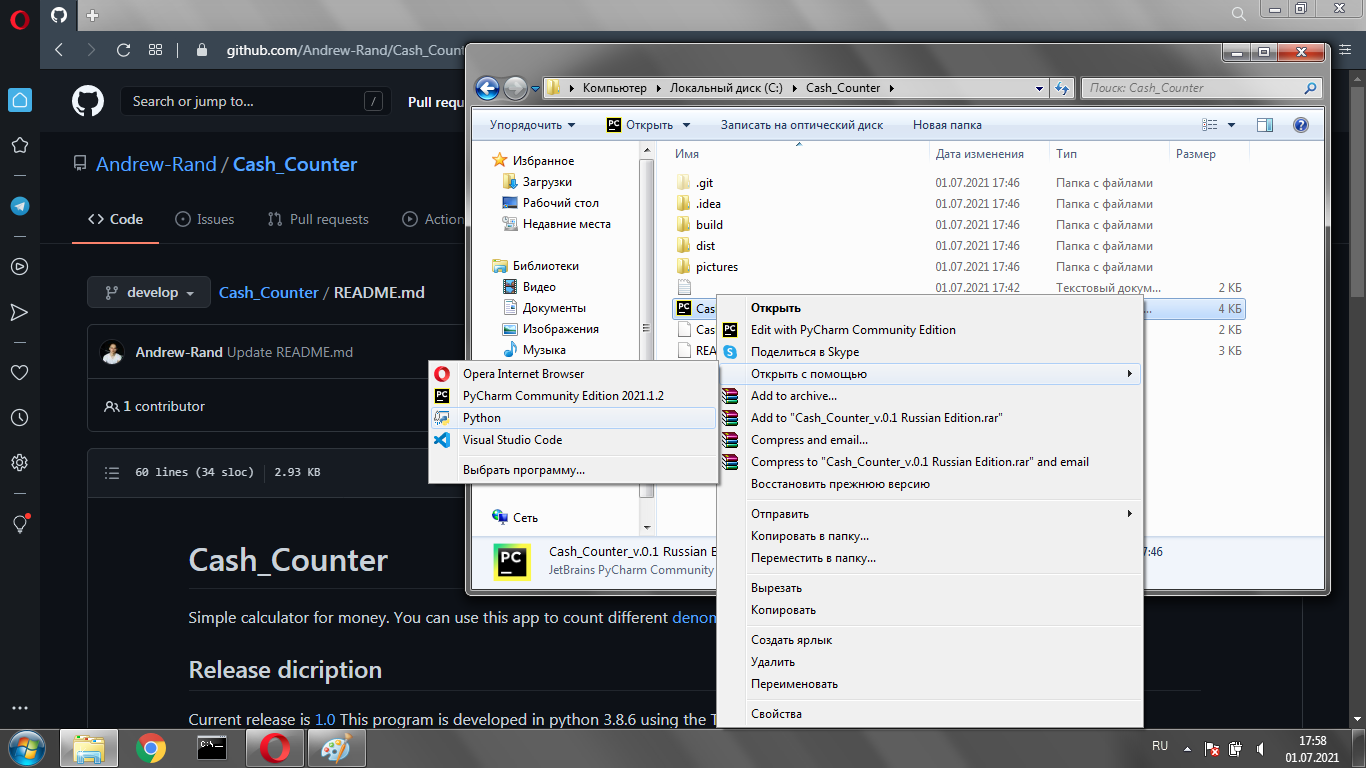 github.com/Andrew-Rand/Cash_Count
Search or jump to...
/
Pull requ
Andrew-Rand / Cash_Counter
Code
Issues
Pull requests
Action
develop
Cash_Counter / README.md
Andrew-Rand Update README.md
1 contributor
60 lines (34 sloc)
2.93 KB
Cash_Counter
Simple calculator for money. You can use this app to count different denom
Release dicription
Current release is 1.0 This program is developed in python 3.8.6 using the T
Компьютер
Локальный диск (C:)
Cash_Counter
Поиск: Cash_Counter
Упорядочить
PC
Открыть
Записать на оптический диск
Новая папка
Избранное
Загрузки
Рабочий стол
Недавние места
Библиотеки
Видео
Документы
Изображения
Музыка
Сеть
Имя
Дата изменения
Тип
Размер
.git 01.07.2021 17:46 Папка с файлами
.idea 01.07.2021 17:46 Папка с файлами
build 01.07.2021 17:46 Папка с файлами
dist 01.07.2021 17:46 Папка с файлами
pictures 01.07.2021 17:46 Папка с файлами
01.07.2021 17:42 Текстовый докум... 2 КБ
PC Cas 4 КБ
Cas 2 КБ
REA 3 КБ
PC
Cash_Counter_v.0.1 Russian E
7:46
JetBrains PyCharm Community
Открыть
PC Edit with PyCharm Community Edition
Поделиться в Skype
Открыть с помощью
Add to archive...
Add to "Cash_Counter_v.0.1 Russian Edition.rar"
Compress and email...
Compress to "Cash_Counter_v.0.1 Russian Edition.rar" and email
Восстановить прежнюю версию
Отправить
Копировать в папку...
Переместить в папку...
Вырезать
Копировать
Создать ярлык
Удалить
Переименовать
Свойства
Opera Internet Browser
PC PyCharm Community Edition 2021.1.2
Python
Visual Studio Code
Выбрать программу...
C:\
RU
17:58
01.07.2021